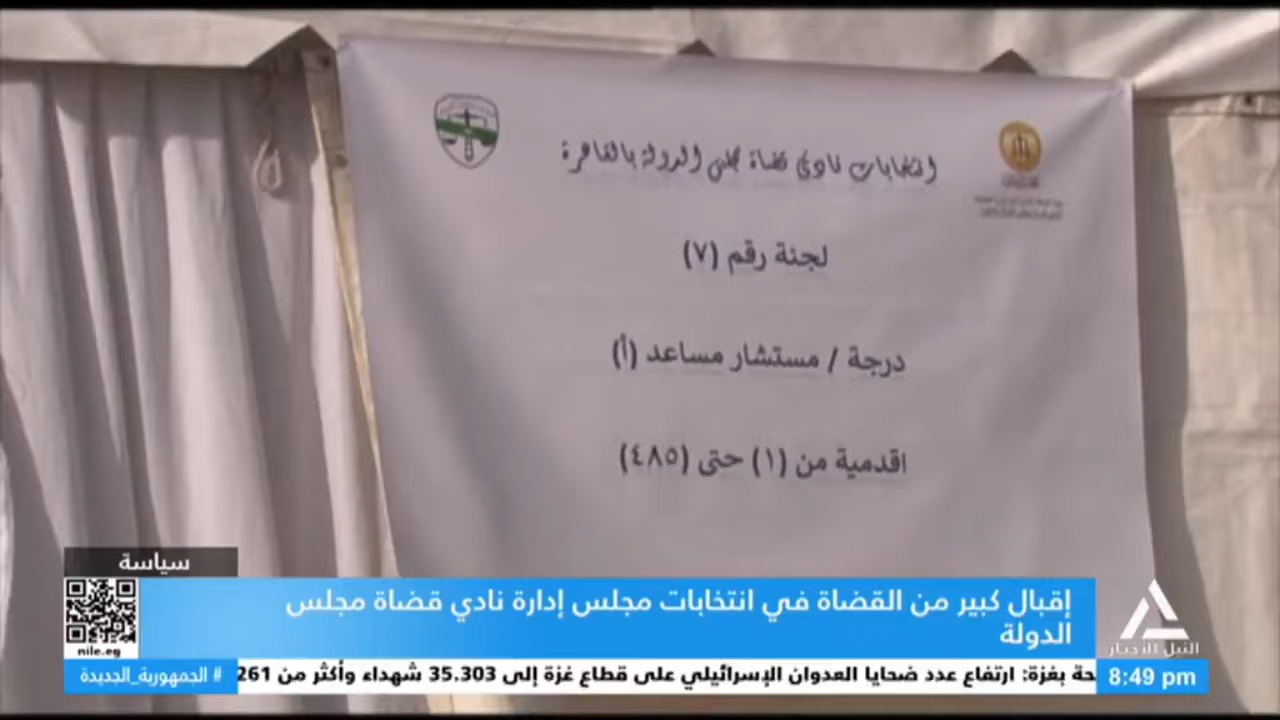 انتخابات نادي قضاة مجلس الدولة بالقاهرة
لجنة رقم (٧)
درجة / مستشار مساعد (أ)
اقدمية من (١) حتى (٤٨٥)
سياسة
إقبال كبير من القضاة في انتخابات مجلس إدارة نادي قضاة مجلس
الدولة
nile.eg
النيل للأخبار
# الجمهورية_الجديدة
حة بغزة: ارتفاع عدد ضحايا العدوان الإسرائيلي على قطاع غزة إلى 35.303 شهداء وأكثر من 261
8:49 pm